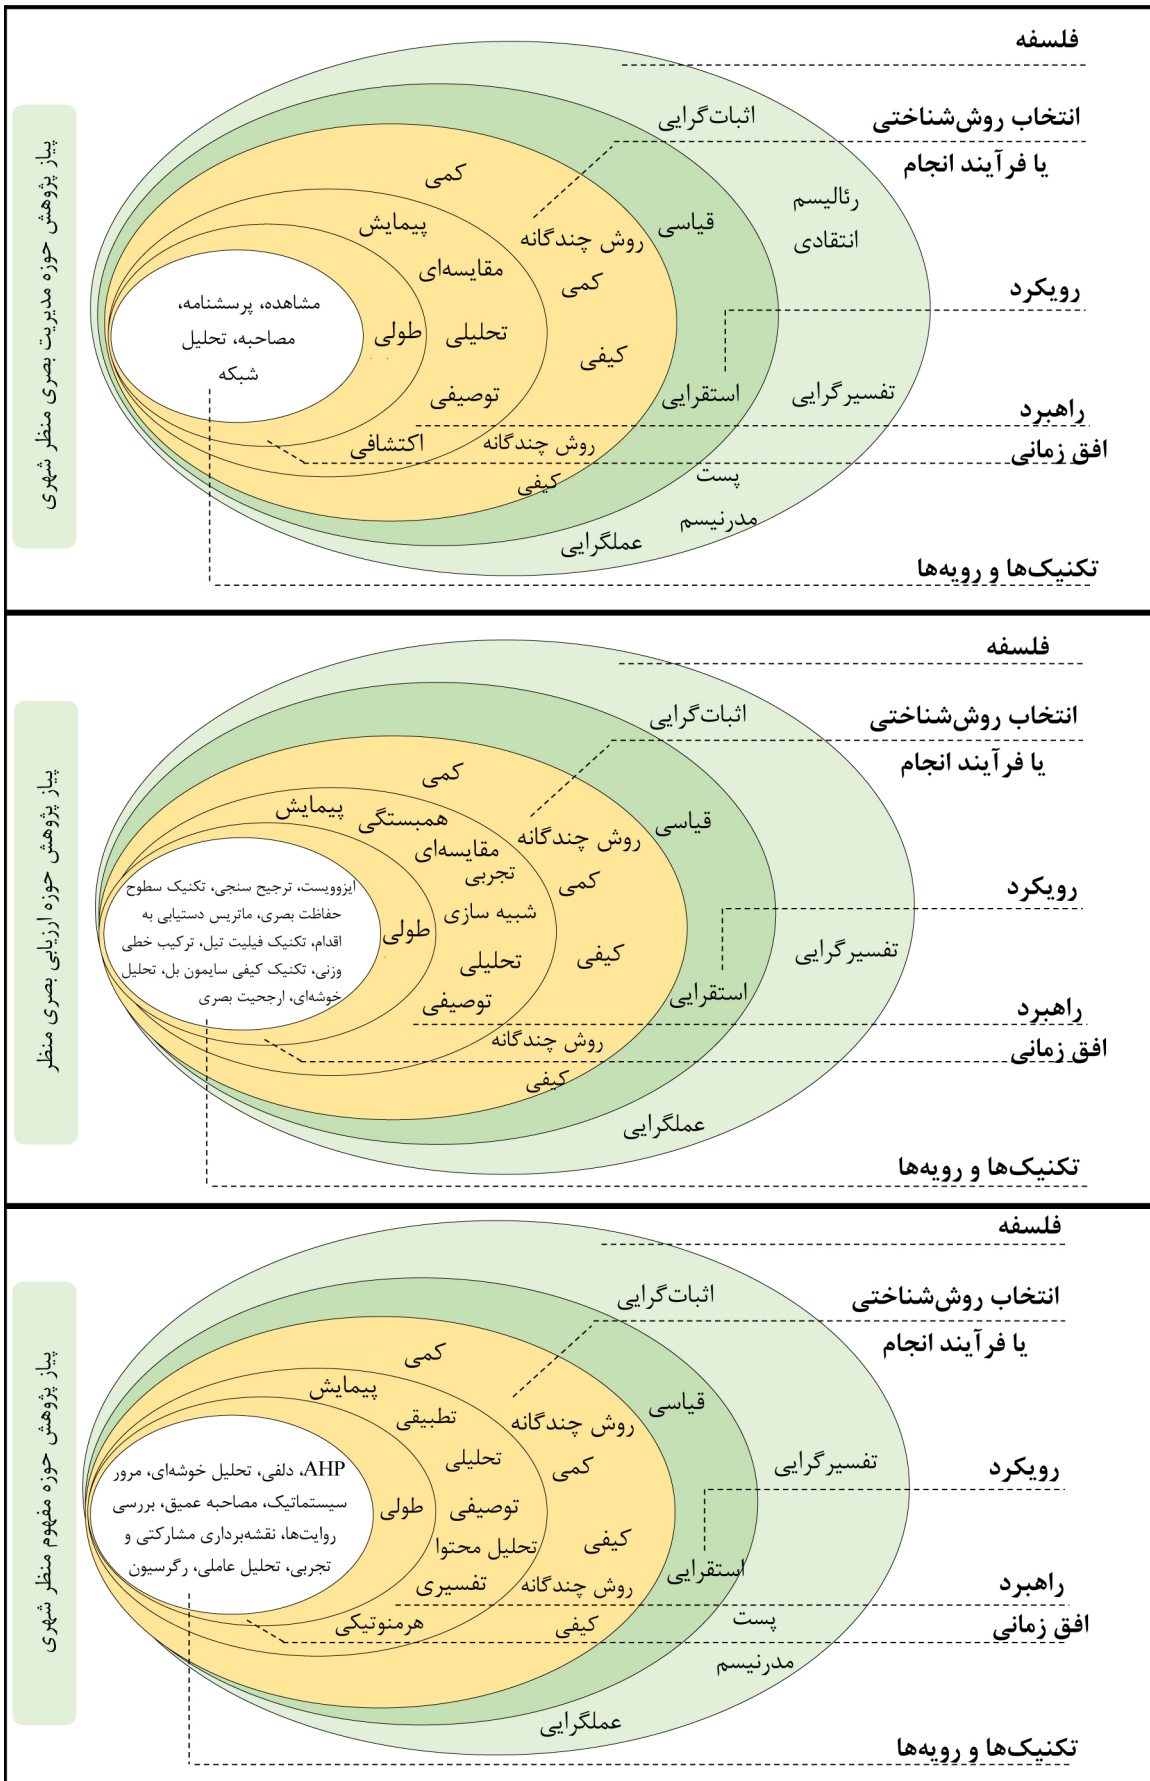 پیاز پژوهش حوزه مدیریت بصری منظر شهری
فلسفه
انتخاب روش‌شناختی
یا فرآیند انجام
رویکرد
راهبرد
افق زمانی
تکنیک‌ها و رویه‌ها
اثبات‌گرایی
رئالیسم
انتقادی
تفسیرگرایی
پست
مدرنیسم
عملگرایی
قیاسی
استقرایی
کمی
روش چندگانه
کمی
کیفی
روش چندگانه
کیفی
پیمایش
مقایسه‌ای
تحلیلی
توصیفی
اکتشافی
طولی
مشاهده، پرسشنامه،
مصاحبه، تحلیل
شبکه
پیاز پژوهش حوزه ارزیابی بصری منظر
فلسفه
انتخاب روش‌شناختی
یا فرآیند انجام
رویکرد
راهبرد
افق زمانی
تکنیک‌ها و رویه‌ها
اثبات‌گرایی
تفسیرگرایی
عملگرایی
قیاسی
استقرایی
کمی
روش چندگانه
کمی
کیفی
روش چندگانه
کیفی
پیمایش
همبستگی
مقایسه‌ای
تجربی
شبیه سازی
تحلیلی
توصیفی
طولی
ایزوویست، ترجیح سنجی، تکنیک سطوح
حفاظت بصری، ماتریس دستیابی به
اقدام، تکنیک فیلیت تیل، ترکیب خطی
وزنی، تکنیک کیفی سایمون بل، تحلیل
خوشه‌ای، ارجحیت بصری
پیاز پژوهش حوزه مفهوم منظر شهری
فلسفه
انتخاب روش‌شناختی
یا فرآیند انجام
رویکرد
راهبرد
افق زمانی
تکنیک‌ها و رویه‌ها
اثبات‌گرایی
تفسیرگرایی
پست
مدرنیسم
عملگرایی
قیاسی
استقرایی
کمی
روش چندگانه
کمی
کیفی
روش چندگانه
کیفی
پیمایش
تطبیقی
تحلیلی
توصیفی
تحلیل محتوا
تفسیری
هرمنوتیکی
طولی
AHP، دلفی، تحلیل خوشه‌ای، مرور
سیستماتیک، مصاحبه عمیق، بررسی
روایت‌ها، نقشه‌برداری مشارکتی و
تجربی، تحلیل عاملی، رگرسیون